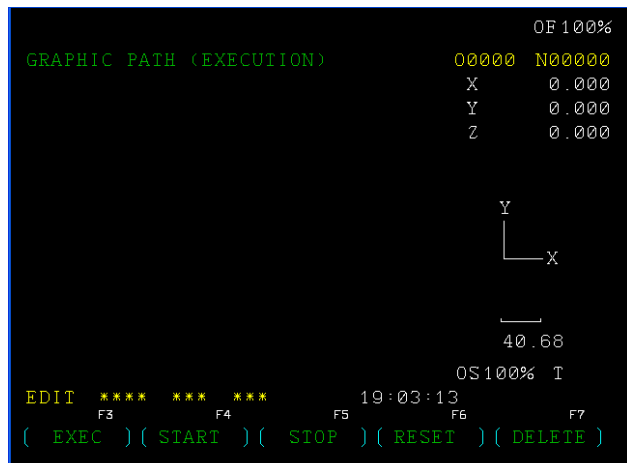 OF100%
GRAPHIC PATH (EXECUTION) O0000 N00000
X 0.000
Y 0.000
Z 0.000
Y
X
40.68
OS100% T
EDIT **** *** *** 19:03:13
F3 F4 F5 F6 F7
( EXEC )( START )( STOP )( RESET )( DELETE )